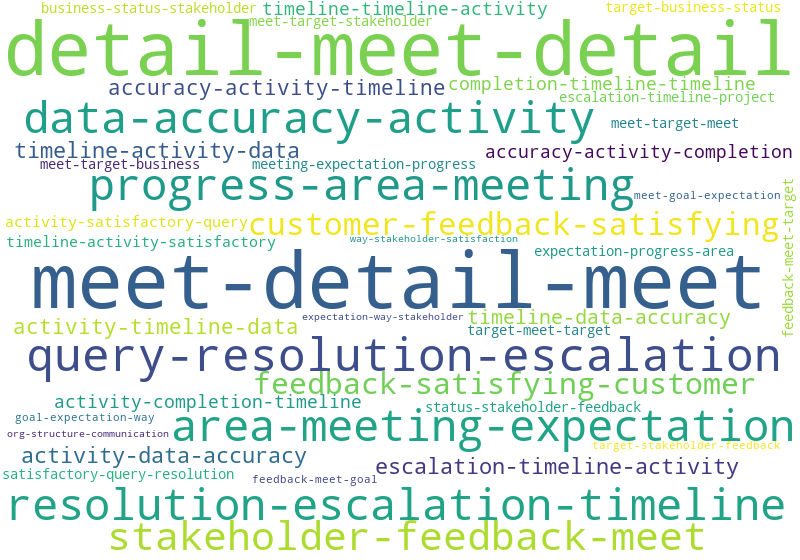 business-status-stakeholder timeline-timeline-activity target-business-status
meet-target-stakeholder
detail-meet-detail
accuracy-activity-timeline completion-timeline-timeline
escalation-timeline-project
data-accuracy-activity meet-target-meet
timeline-activity-data accuracy-activity-completion
meet-target-business meeting-expectation-progress
progress-area-meeting meet-goal-expectation
feedback-meet-target
activity-satisfactory-query customer-feedback-satisfying
timeline-activity-satisfactory way-stakeholder-satisfaction
expectation-progress-area
meet-detail-meet
expectation-way-stakeholder timeline-data-accuracy
activity-timeline-data target-meet-target
query-resolution-escalation
feedback-satisfying-customer
activity-completion-timeline status-stakeholder-feedback
goal-expectation-way area-meeting-expectation
org-structure-communication
target-stakeholder-feedback
activity-data-accuracy escalation-timeline-activity
satisfactory-query-resolution feedback-meet-goal
resolution-escalation-timeline
stakeholder-feedback-meet